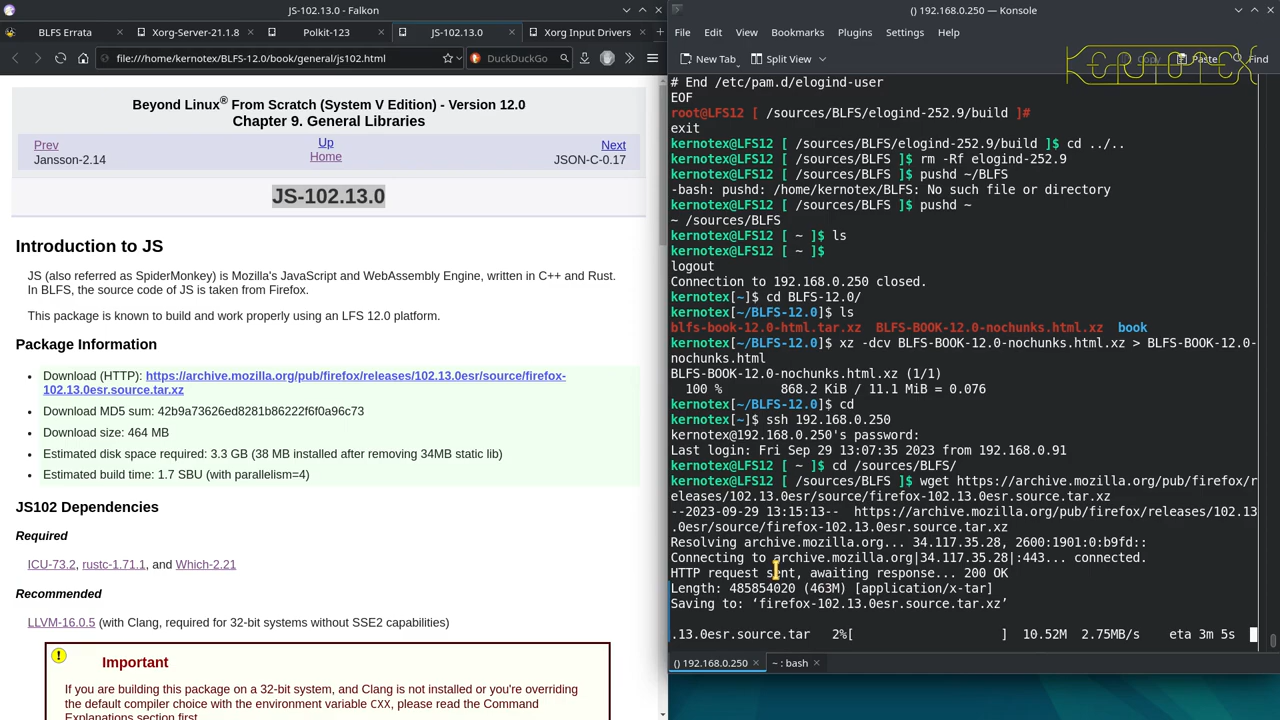 JS-102.13.0 - Falkon
BLFS Errata
Xorg-Server-21.1.8
Polkit-123
JS-102.13.0
Xorg Input Drivers
file:///home/kernotex/BLFS-12.0/book/general/js102.html
DuckDuckGo
Beyond Linux® From Scratch (System V Edition) - Version 12.0
Chapter 9. General Libraries
Prev
Up
Next
Jansson-2.14
Home
JSON-C-0.17
JS-102.13.0
Introduction to JS
JS (also referred as SpiderMonkey) is Mozilla's JavaScript and WebAssembly Engine, written in C++ and Rust.
In BLFS, the source code of JS is taken from Firefox.
This package is known to build and work properly using an LFS 12.0 platform.
Package Information
• Download (HTTP): https://archive.mozilla.org/pub/firefox/releases/102.13.0esr/source/firefox-
102.13.0esr.source.tar.xz
• Download MD5 sum: 42b9a73626ed8281b86222f6f0a96c73
• Download size: 464 MB
• Estimated disk space required: 3.3 GB (38 MB installed after removing 34MB static lib)
• Estimated build time: 1.7 SBU (with parallelism=4)
JS102 Dependencies
Required
ICU-73.2, rustc-1.71.1, and Which-2.21
Recommended
LLVM-16.0.5 (with Clang, required for 32-bit systems without SSE2 capabilities)
Important
If you are building this package on a 32-bit system, and Clang is not installed or you're overriding
the default compiler choice with the environment variable CXX, please read the Command
Explanations section first.
() 192.168.0.250 — Konsole
File Edit View Bookmarks Plugins Settings Help
New Tab
Split View
Copy
Paste
Find
KernoTex
# End /etc/pam.d/elogind-user
EOF
root@LFS12 [ /sources/BLFS/elogind-252.9/build ]#
exit
kernotex@LFS12 [ /sources/BLFS/elogind-252.9/build ]$ cd ../..
kernotex@LFS12 [ /sources/BLFS ]$ rm -Rf elogind-252.9
kernotex@LFS12 [ /sources/BLFS ]$ pushd ~/BLFS
-bash: pushd: /home/kernotex/BLFS: No such file or directory
kernotex@LFS12 [ /sources/BLFS ]$ pushd ~
~ /sources/BLFS
kernotex@LFS12 [ ~ ]$ ls
kernotex@LFS12 [ ~ ]$
logout
Connection to 192.168.0.250 closed.
kernotex[~]$ cd BLFS-12.0/
kernotex[~/BLFS-12.0]$ ls
blfs-book-12.0-html.tar.xz  BLFS-BOOK-12.0-nochunks.html.xz  book
kernotex[~/BLFS-12.0]$ xz -dcv BLFS-BOOK-12.0-nochunks.html.xz > BLFS-BOOK-12.0-
nochunks.html
BLFS-BOOK-12.0-nochunks.html.xz (1/1)
100 %      868.2 KiB / 11.1 MiB = 0.076
kernotex[~/BLFS-12.0]$ cd
kernotex[~]$ ssh 192.168.0.250
kernotex@192.168.0.250's password:
Last login: Fri Sep 29 13:07:35 2023 from 192.168.0.91
kernotex@LFS12 [ ~ ]$ cd /sources/BLFS/
kernotex@LFS12 [ /sources/BLFS ]$ wget https://archive.mozilla.org/pub/firefox/r
eleases/102.13.0esr/source/firefox-102.13.0esr.source.tar.xz
--2023-09-29 13:15:13--  https://archive.mozilla.org/pub/firefox/releases/102.13
.0esr/source/firefox-102.13.0esr.source.tar.xz
Resolving archive.mozilla.org... 34.117.35.28, 2600:1901:0:b9fd::
Connecting to archive.mozilla.org|34.117.35.28|:443... connected.
HTTP request sent, awaiting response... 200 OK
Length: 485854020 (463M) [application/x-tar]
Saving to: ‘firefox-102.13.0esr.source.tar.xz’
.13.0esr.source.tar   2%[                    ]  10.52M  2.75MB/s    eta 3m 5s
() 192.168.0.250
~ : bash